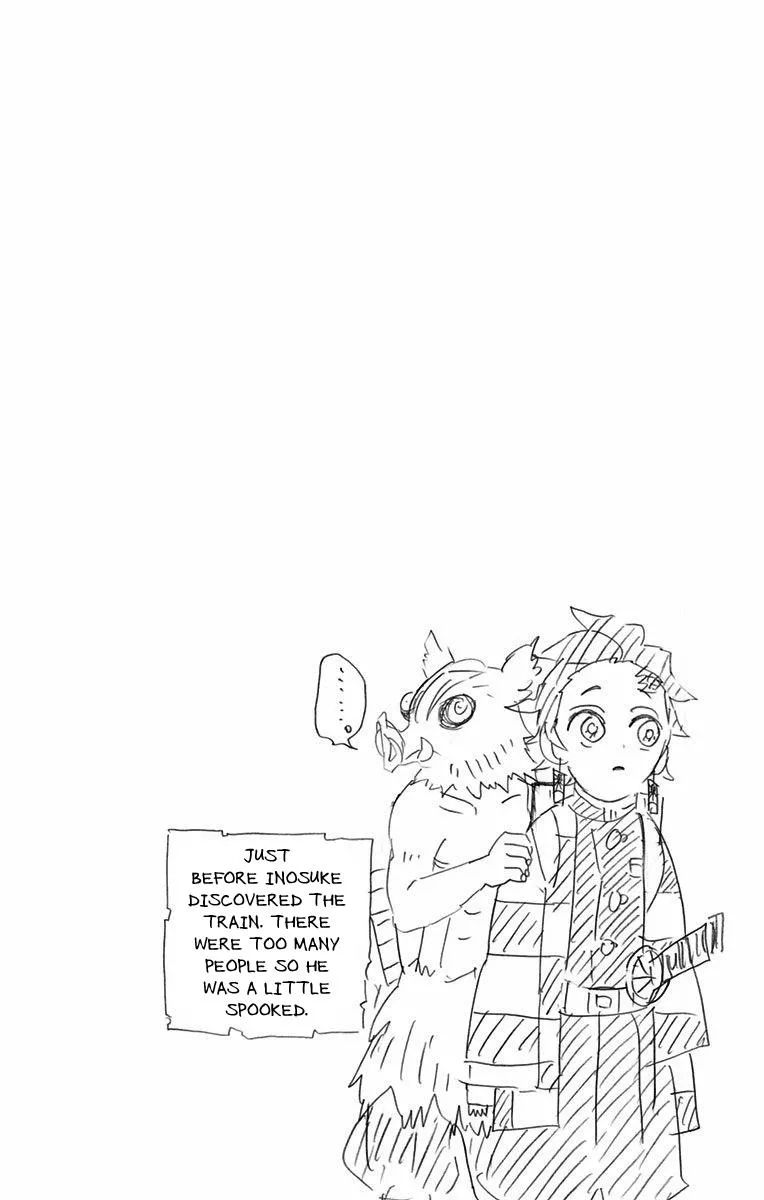 ......
JUST
BEFORE INOSUKE
DISCOVERED THE
TRAIN. THERE
WERE TOO MANY
PEOPLE SO HE
WAS A LITTLE
SPOOKED.